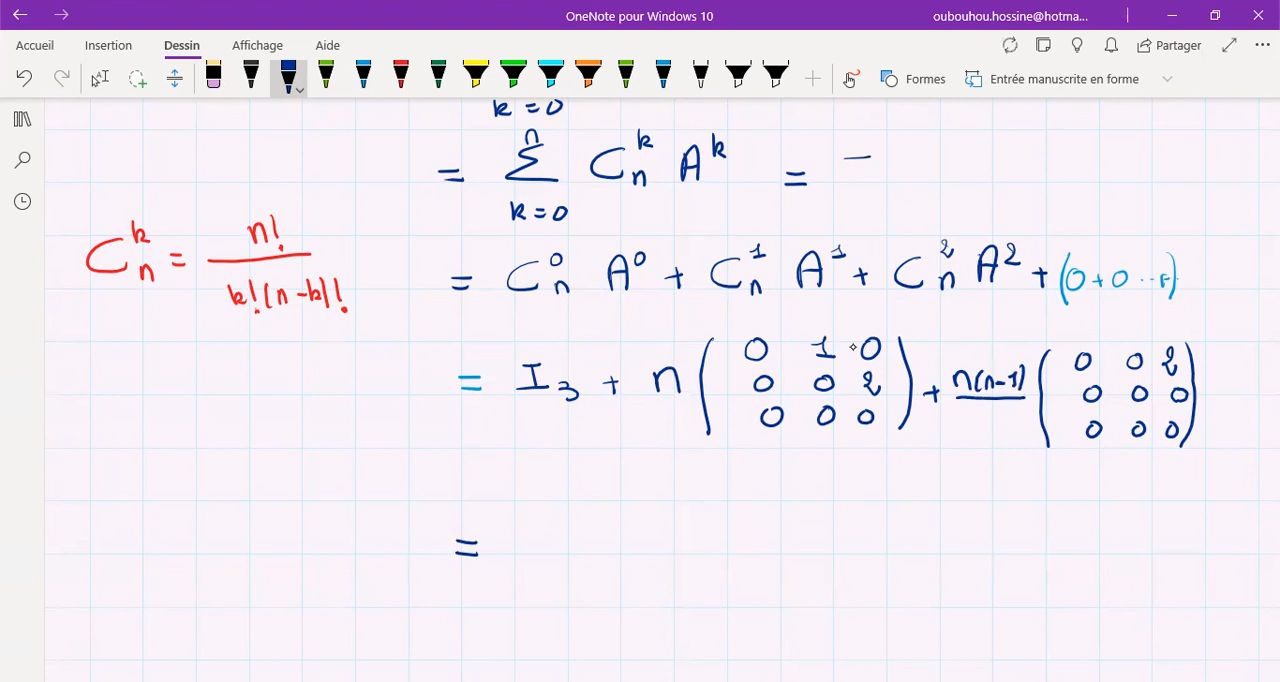 OneNote pour Windows 10 oubouhou.hossine@hotma...
Accueil Insertion Dessin Affichage Aide Partager
Formes Entrée manuscrite en forme
k = 0
= n Σ k=0 C_n^k A^k = —
C_n^k = n! / k!(n-k)!
= C_n^0 A^0 + C_n^1 A^1 + C_n^2 A^2 + (0+0...
= I_3 + n ( 0 1 0
0 0 2
0 0 0 ) + n(n-1) ( 0 0 2
0 0 0
0 0 0 )
=